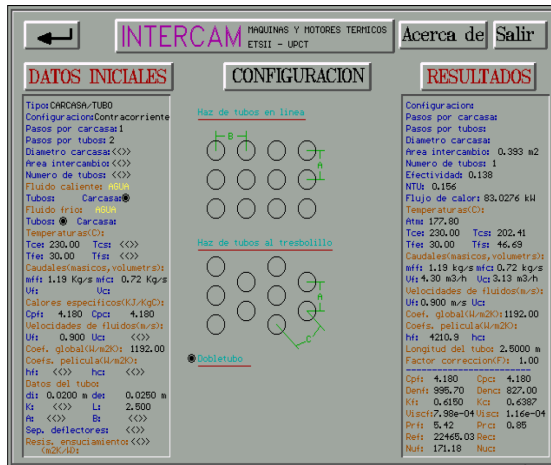 INTERCAM
MAQUINAS Y MOTORES TERMICOS
ETSII - UPCT
Acerca de
Salir
DATOS INICIALES
CONFIGURACION
RESULTADOS
Tipo:CARCASA/TUBO
Configuracion:Contracorriente
Pasos por carcasa:1
Pasos por tubos: 2
Diametro carcasa:<<>>
Area intercambio:<<>>
Numero de tubos: <<>>
Fluido caliente: AGUA
Tubos: Carcasa:
Fluido frio: AGUA
Tubos: Carcasa:
Temperaturas(C):
Tce: 230.00 Tcs: <<>>
Tfe: 30.00 Tfs: <<>>
Caudales(masicos,volumetrs):
mff: 1.19 Kg/s mfc: 0.72 Kg/s
Vf: Vc:
Calores especificos(KJ/KgC):
Cpf: 4.180 Cpc: 4.180
Velocidades de fluidos(m/s):
Uf: 0.900 Uc: <<>>
Coef. global(W/m2K): 1192.00
Coefs. pelicula(W/m2K):
hf: <<>> hc: <<>>
Datos del tubo:
di: 0.0200 m de: 0.0250 m
K: <<>> L: 2.500
A: <<>> B: <<>>
Sep. deflectores: <<>>
Resis. ensuciamiento:<<>>
(m2K/W):
Haz de tubos en linea
B
A
Haz de tubos al tresbolillo
A
C
Dobletubo
Configuracion:
Pasos por carcasa:
Pasos por tubos:
Diametro carcasa:
Area intercambio: 0.393 m2
Numero de tubos: 1
Efectividad: 0.138
NTU: 0.156
Flujo de calor: 83.0276 kW
Temperaturas(C):
Atm: 177.80
Tce: 230.00 Tcs: 202.41
Tfe: 30.00 Tfs: 46.69
Caudales(masicos,volumetrs):
mff: 1.19 Kg/s mfc: 0.72 Kg/s
Vf: 4.30 m3/h Vc: 3.13 m3/h
Velocidades de fluidos(m/s):
Uf: 0.900 m/s Uc:
Coef. global(W/m2K):1192.00
Coefs. pelicula(W/m2K):
hf: 4210.9 hc:
Longitud del tubo: 2.5000 m
Factor correccion(F): 1.00
Cpf: 4.180 Cpc: 4.180
Denf: 995.70 Denc: 827.00
Kf: 0.6150 Kc: 0.6387
Viscf:7.98e-04 Viscc: 1.16e-04
Prf: 5.42 Prc: 0.85
Ref: 22465.03 Rec:
Nuf: 171.18 Nuc: